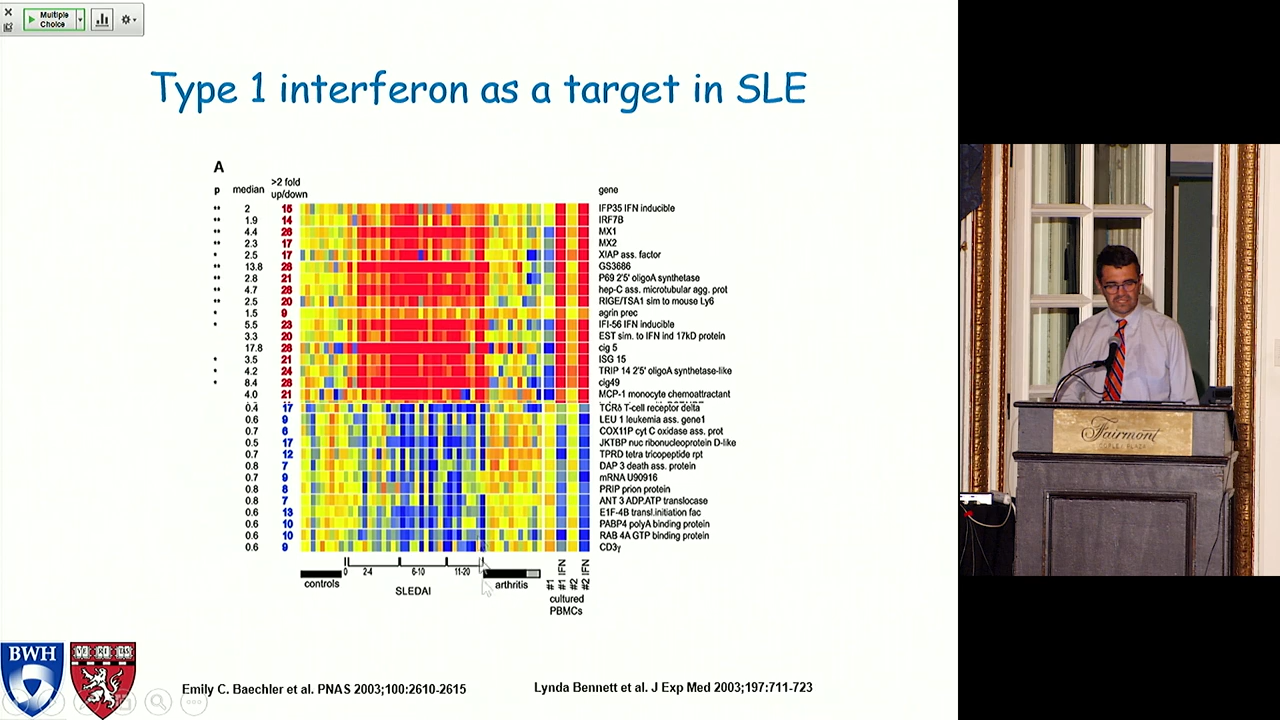 Multiple
Choice
Type 1 interferon as a target in SLE
A
p median >2 fold up/down gene
** 2 15 IFP35 IFN inducible
** 1.9 14 IRF7B
** 4.4 26 MX1
** 2.3 17 MX2
* 2.5 17 XIAP ass. factor
** 13.8 28 GS3686
** 2.8 21 P69 2'5' oligoA synthetase
** 4.7 28 hep-C ass. microtubular agg. prot
** 2.5 20 RIGE/TSA1 sim to mouse Ly6
* 1.5 9 agrin prec
* 5.5 23 IFI-56 IFN inducible
3.3 20 EST sim. to IFN ind 17kD protein
17.8 28 cig 5
* 3.5 21 ISG 15
* 4.2 24 TRIP 14 2'5' oligoA synthetase-like
* 8.4 28 cig49
4.0 21 MCP-1 monocyte chemoattractant
0.4 17 TCRδ T-cell receptor delta
0.6 9 LEU 1 leukemia ass. gene1
0.7 6 COX11P cyt C oxidase ass. prot
0.5 17 JKTBP nuc ribonucleoprotein D-like
0.7 12 TPRD tetra tricopeptide rpt
0.8 7 DAP 3 death ass. protein
0.7 9 mRNA U90916
0.8 8 PRIP prion protein
0.8 7 ANT 3 ADP.ATP translocase
0.6 13 E1F-4B transl.initiation fac
0.6 10 PABP4 polyA binding protein
0.6 10 RAB 4A GTP binding protein
0.6 9 CD3γ
controls 0 2-4 6-10 11-20 arthritis #1 #1 IFN #2 #2 IFN
SLEDAI
cultured
PBMCs
BWH
Emily C. Baechler et al. PNAS 2003;100:2610-2615
Lynda Bennett et al. J Exp Med 2003;197:711-723
Fairmont
COPLEY PLAZA